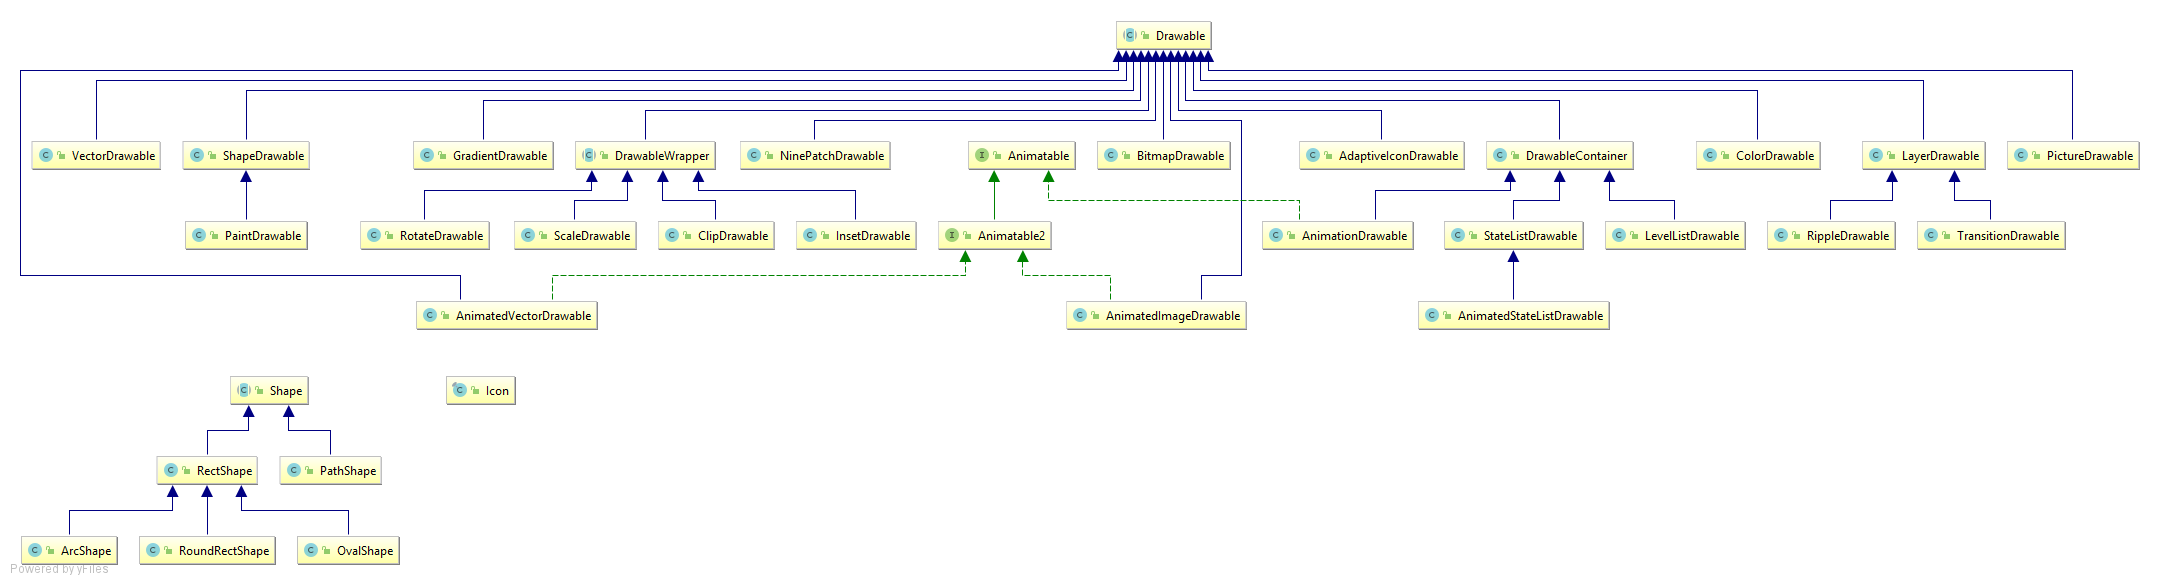 Drawable
VectorDrawable
ShapeDrawable
GradientDrawable
DrawableWrapper
NinePatchDrawable
Animatable
BitmapDrawable
AdaptiveIconDrawable
DrawableContainer
ColorDrawable
LayerDrawable
PictureDrawable
PaintDrawable
RotateDrawable
ScaleDrawable
ClipDrawable
InsetDrawable
Animatable2
AnimationDrawable
StateListDrawable
LevelListDrawable
RippleDrawable
TransitionDrawable
AnimatedVectorDrawable
AnimatedImageDrawable
AnimatedStateListDrawable
Shape
Icon
RectShape
PathShape
ArcShape
RoundRectShape
OvalShape
Powered by yFiles